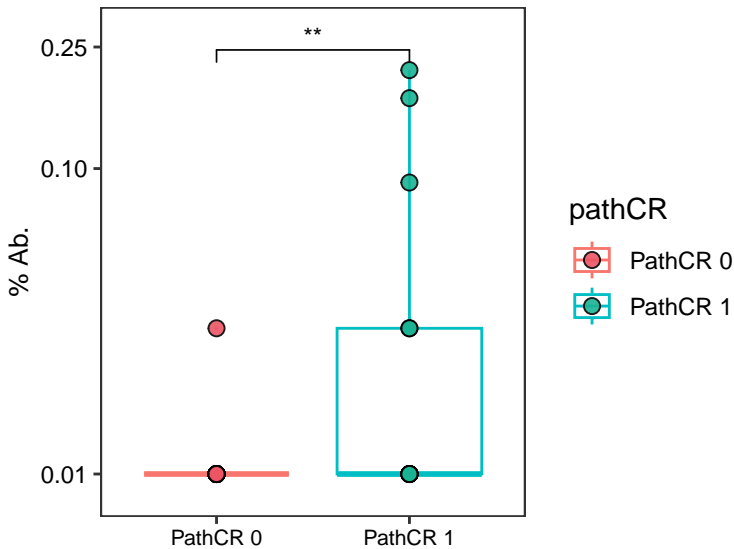 **
0.25
0.10
0.01
% Ab.
PathCR 0
PathCR 1
pathCR
PathCR 0
PathCR 1